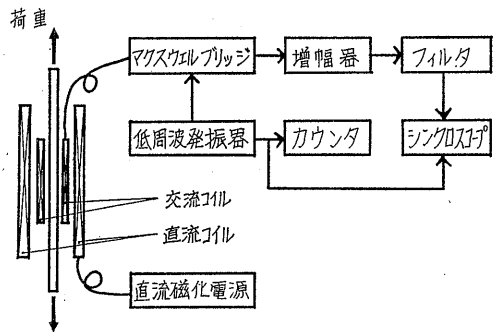 荷重
マクスウェルブリッジ
増幅器
フィルタ
低周波発振器
カウンタ
シンクロスコープ
交流コイル
直流コイル
直流磁化電源